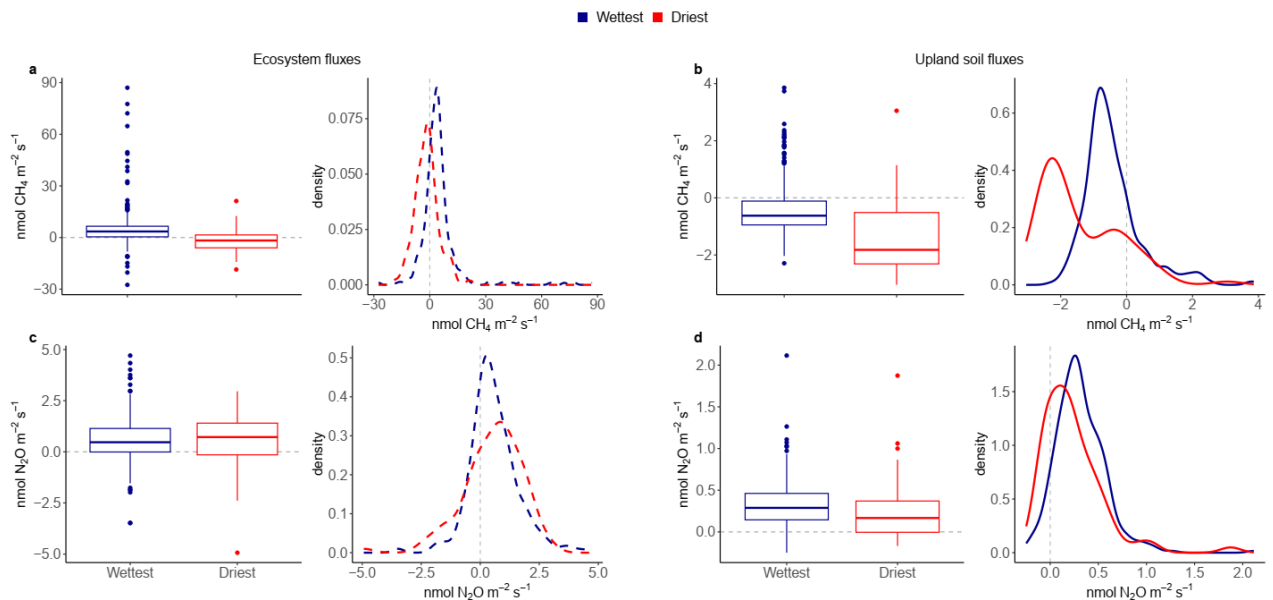 Wettest Driest
Ecosystem fluxes
Upland soil fluxes
a
90
60
30
0
−30
nmol CH₄ m⁻² s⁻¹
0.075
0.050
0.025
0.000
density
−30 0 30 60 90
nmol CH₄ m⁻² s⁻¹
b
4
2
0
−2
nmol CH₄ m⁻² s⁻¹
0.6
0.4
0.2
0.0
density
−2 0 2 4
nmol CH₄ m⁻² s⁻¹
c
5.0
2.5
0.0
−2.5
−5.0
nmol N₂O m⁻² s⁻¹
Wettest Driest
0.5
0.4
0.3
0.2
0.1
0.0
density
−5.0 −2.5 0.0 2.5 5.0
nmol N₂O m⁻² s⁻¹
d
2.0
1.5
1.0
0.5
0.0
nmol N₂O m⁻² s⁻¹
Wettest Driest
1.5
1.0
0.5
0.0
density
0.0 0.5 1.0 1.5 2.0
nmol N₂O m⁻² s⁻¹